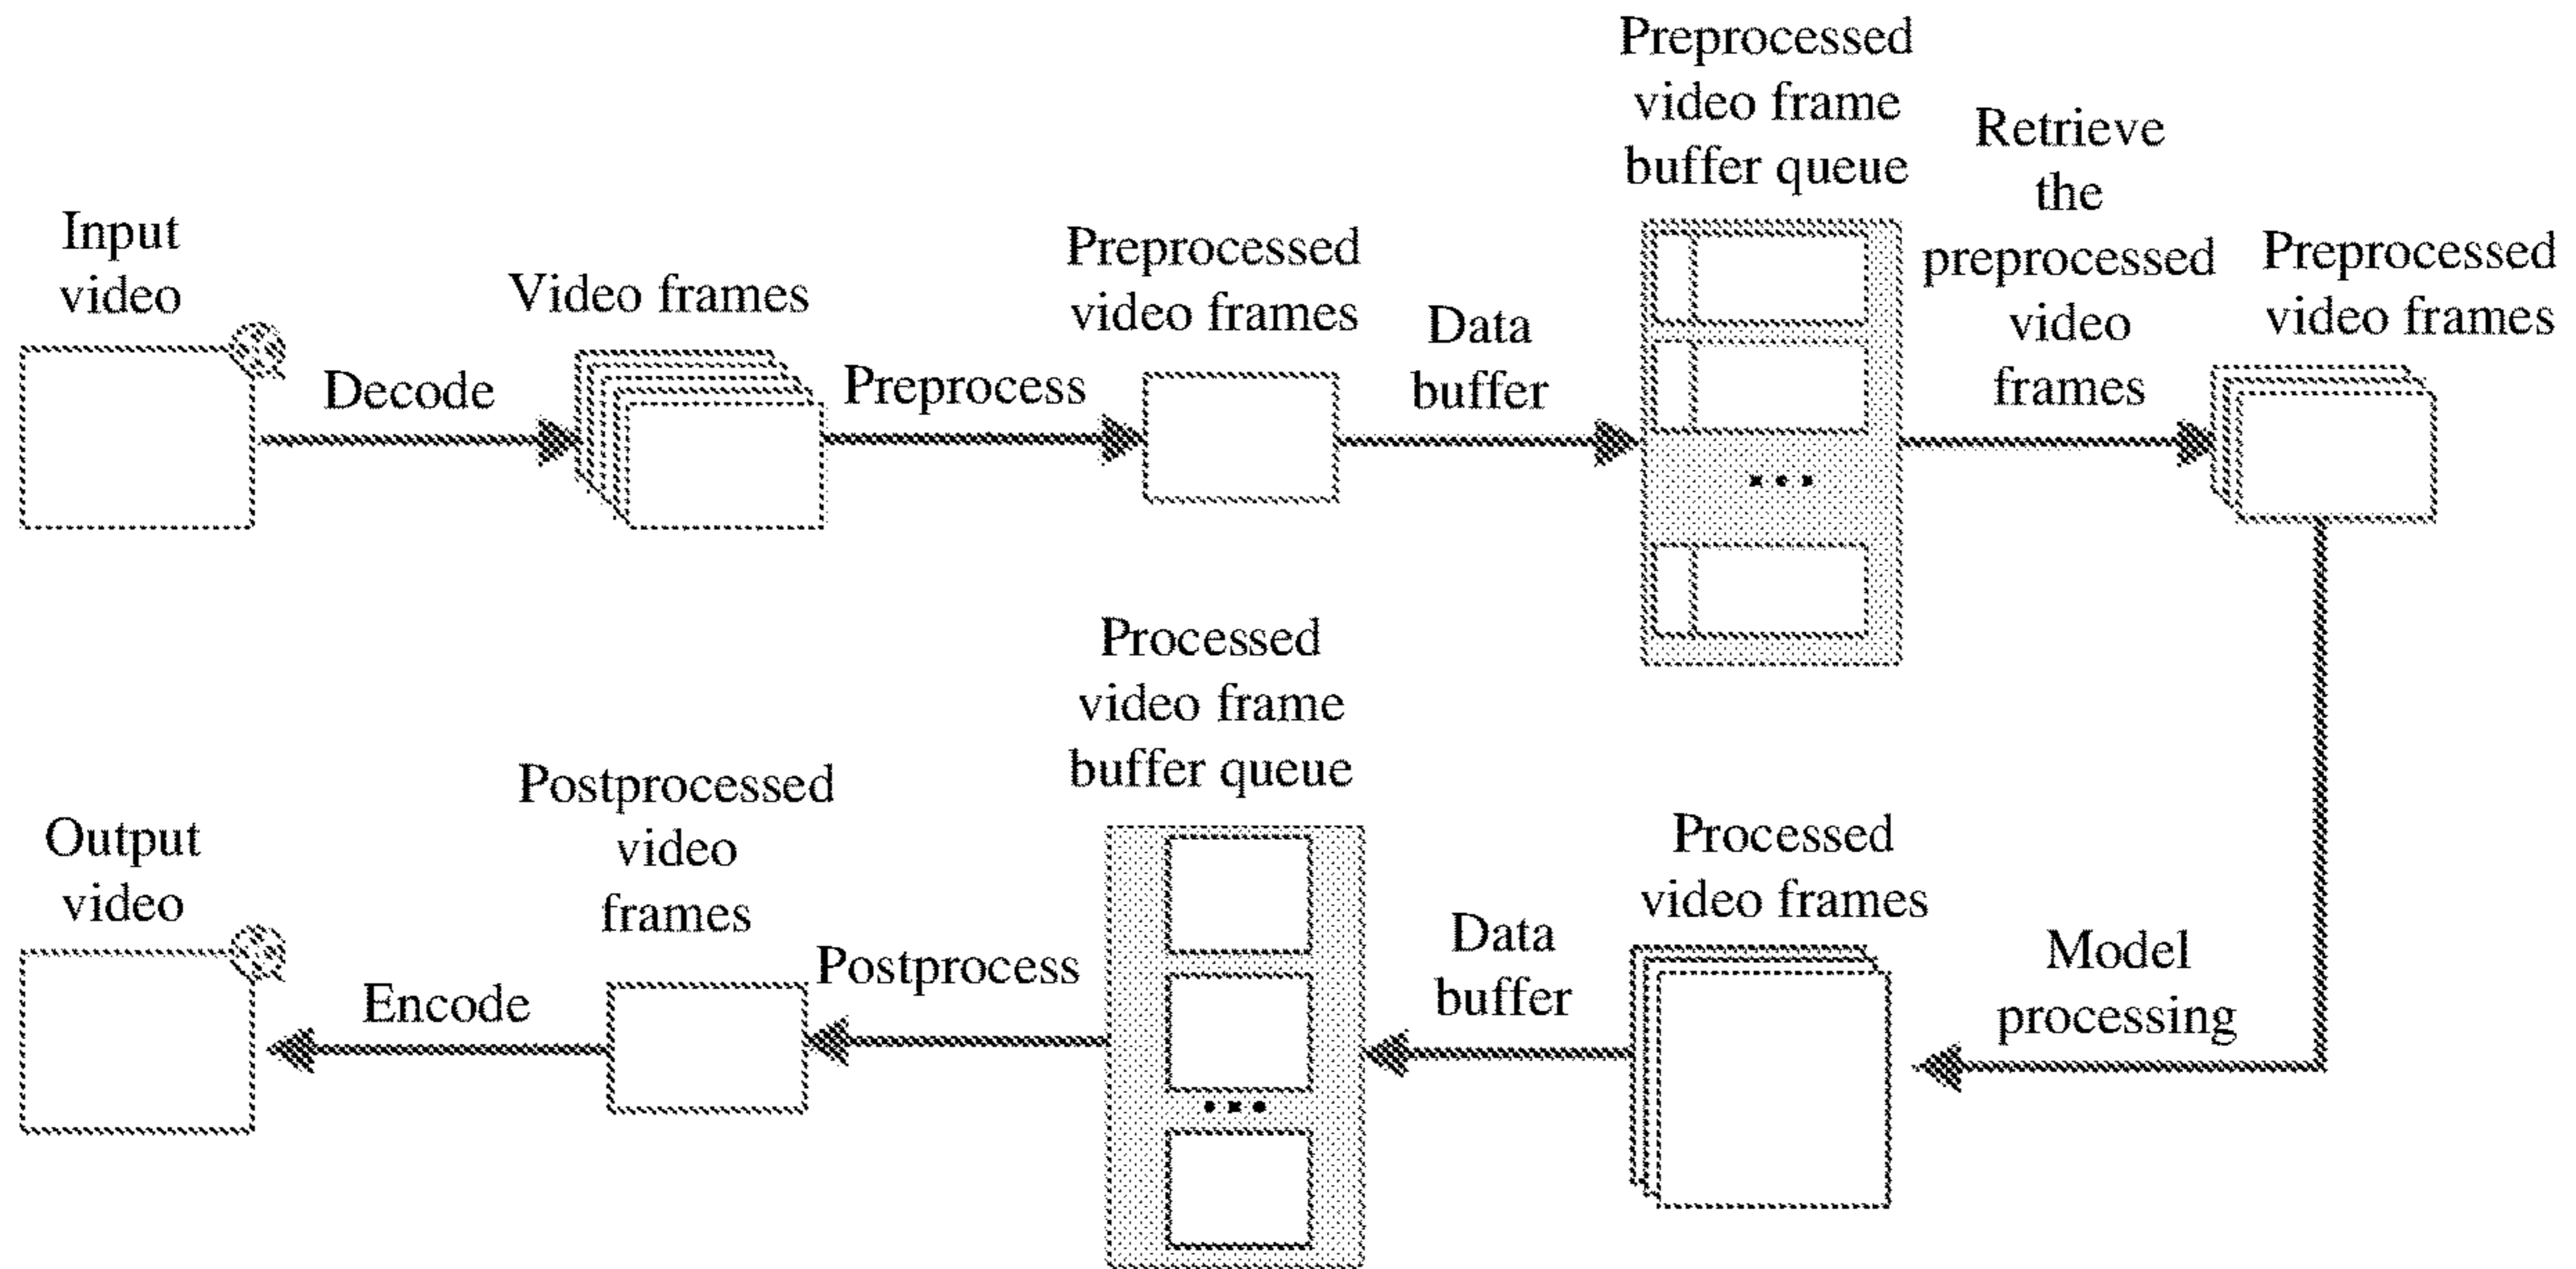 Input
video
Decode
Video frames
Preprocess
Preprocessed
video frames
Data
buffer
Preprocessed
video frame
buffer queue
Retrieve
the
preprocessed
video
frames
Preprocessed
video frames
Model
processing
Processed
video frames
Data
buffer
Processed
video frame
buffer queue
Postprocess
Postprocessed
video
frames
Encode
Output
video